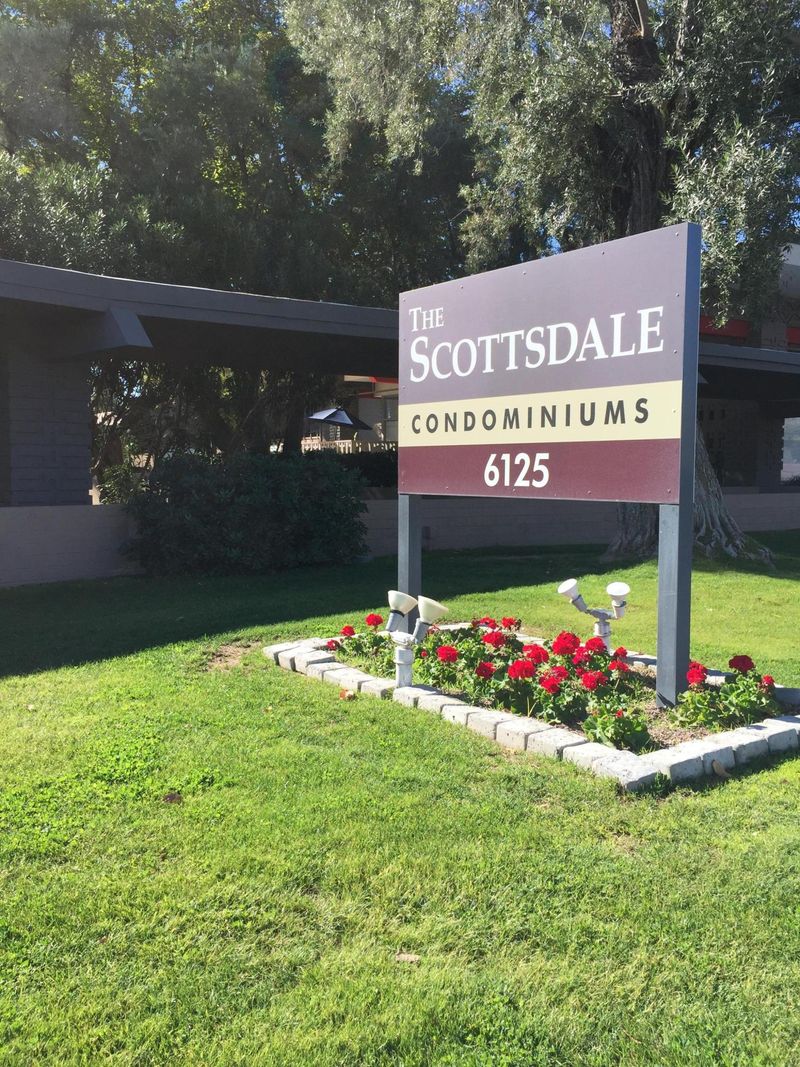 THE
SCOTTSDALE
CONDOMINIUMS
6125